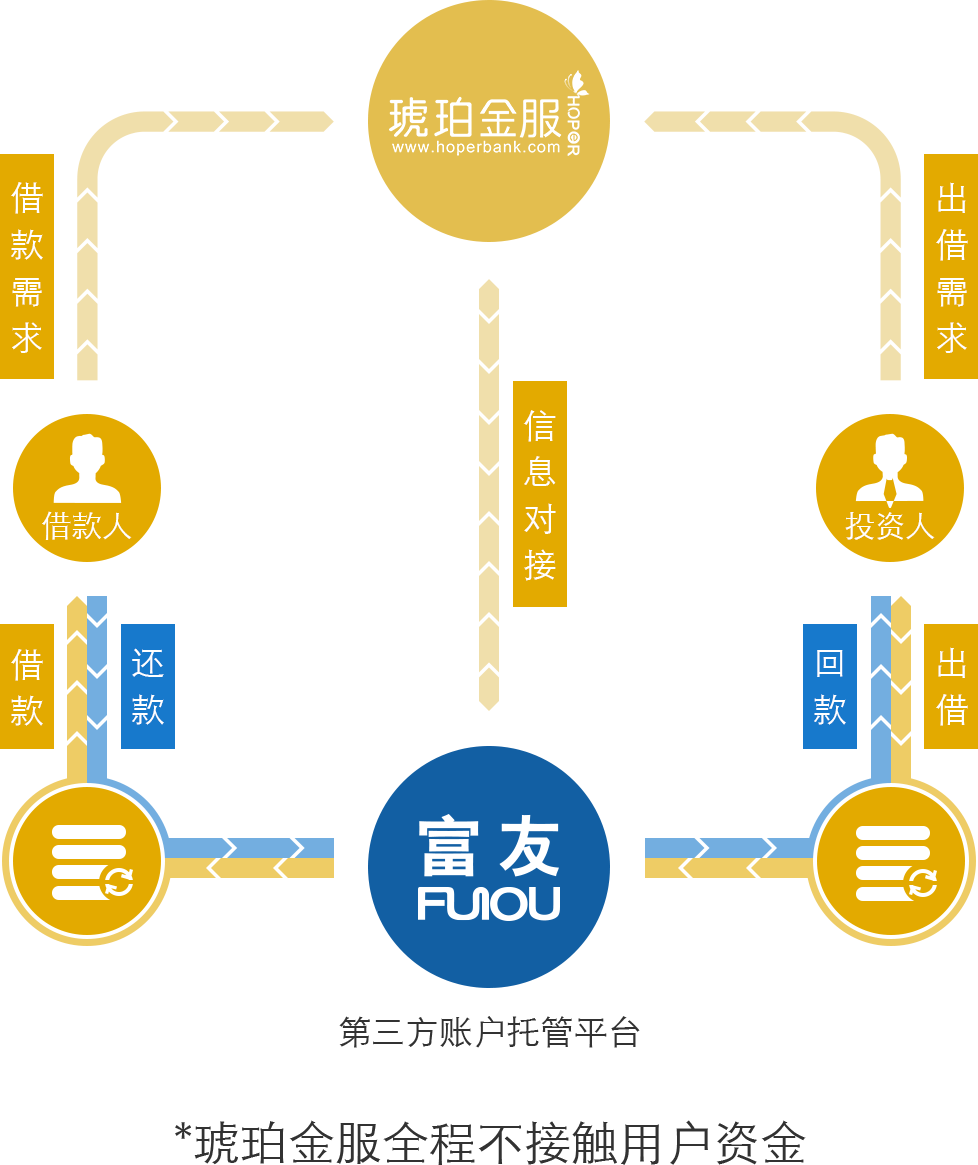 琥珀金服
HOPOR
www.hoperbank.com
借款需求
出借需求
信息对接
借款人
投资人
借款
还款
回款
出借
富友
FUIOU
第三方账户托管平台
*琥珀金服全程不接触用户资金